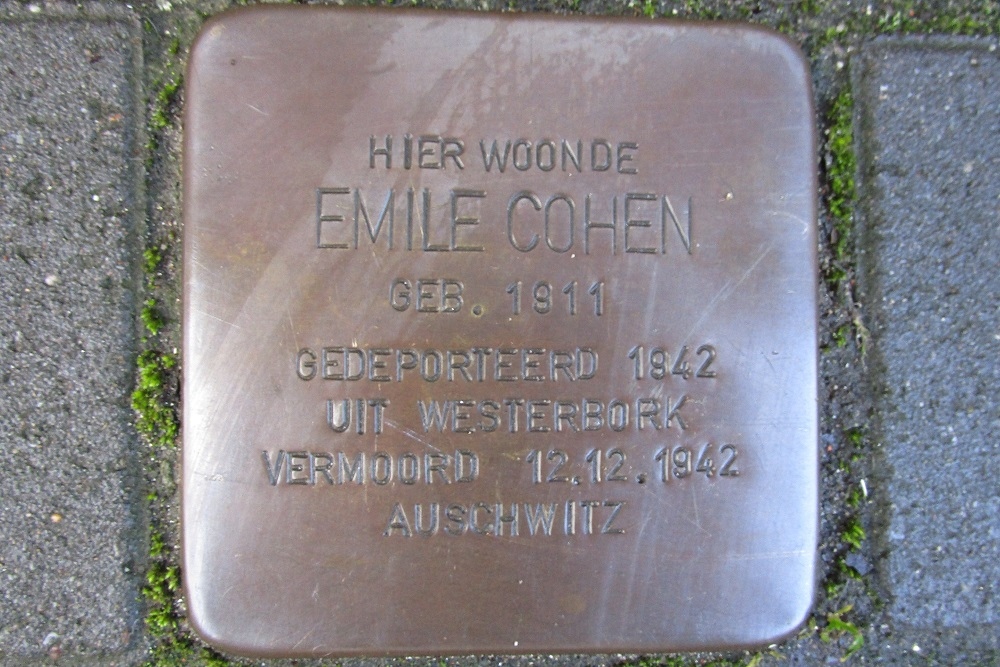 HIER WOONDE
EMILE COHEN
GEB. 1911
GEDEPORTEERD 1942
UIT WESTERBORK
VERMOORD 12.12.1942
AUSCHWITZ